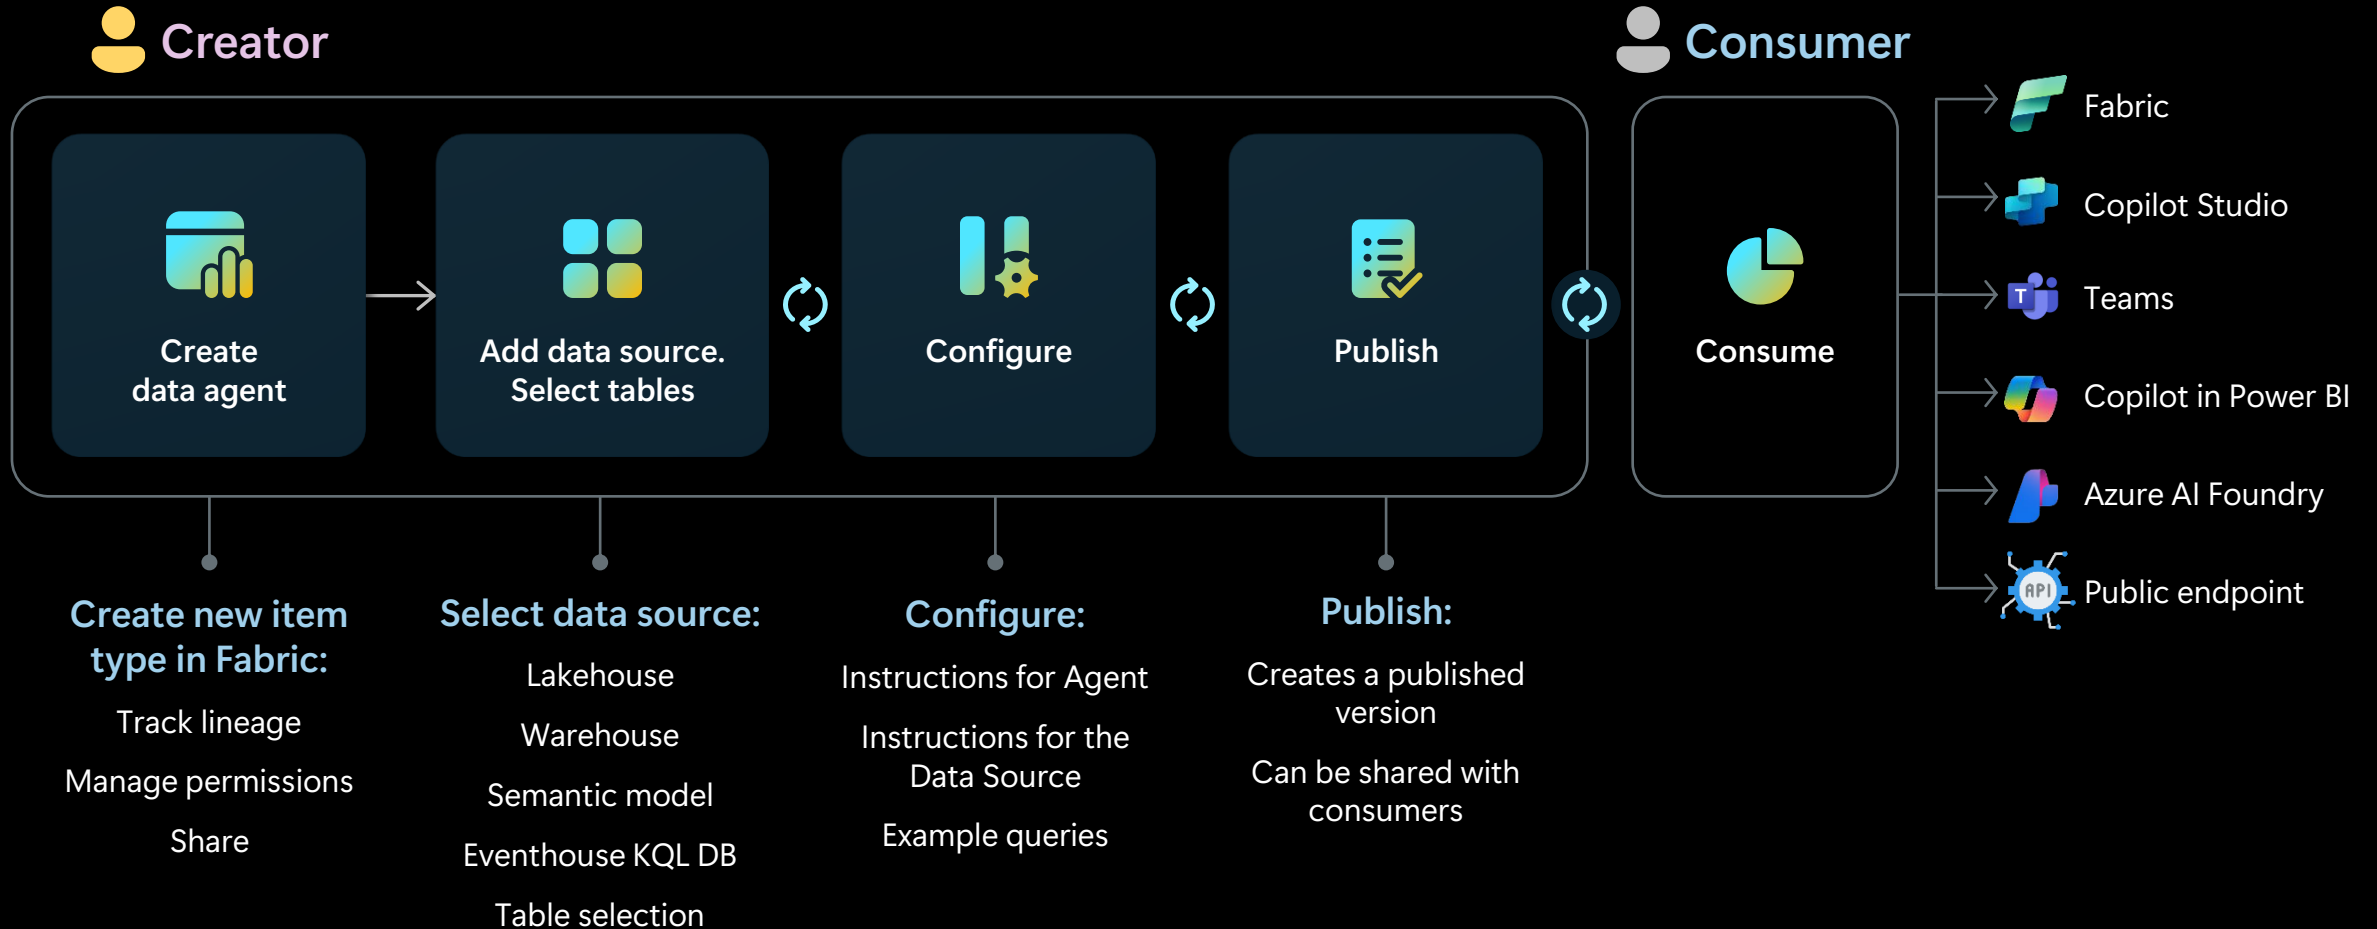 Creator
Consumer
Create
data agent
Add data source.
Select tables
Configure
Publish
Consume
Fabric
Copilot Studio
T
Teams
Copilot in Power BI
Azure AI Foundry
API
Public endpoint
Create new item
type in Fabric:
Track lineage
Manage permissions
Share
Select data source:
Lakehouse
Warehouse
Semantic model
Eventhouse KQL DB
Table selection
Configure:
Instructions for Agent
Instructions for the
Data Source
Example queries
Publish:
Creates a published
version
Can be shared with
consumers